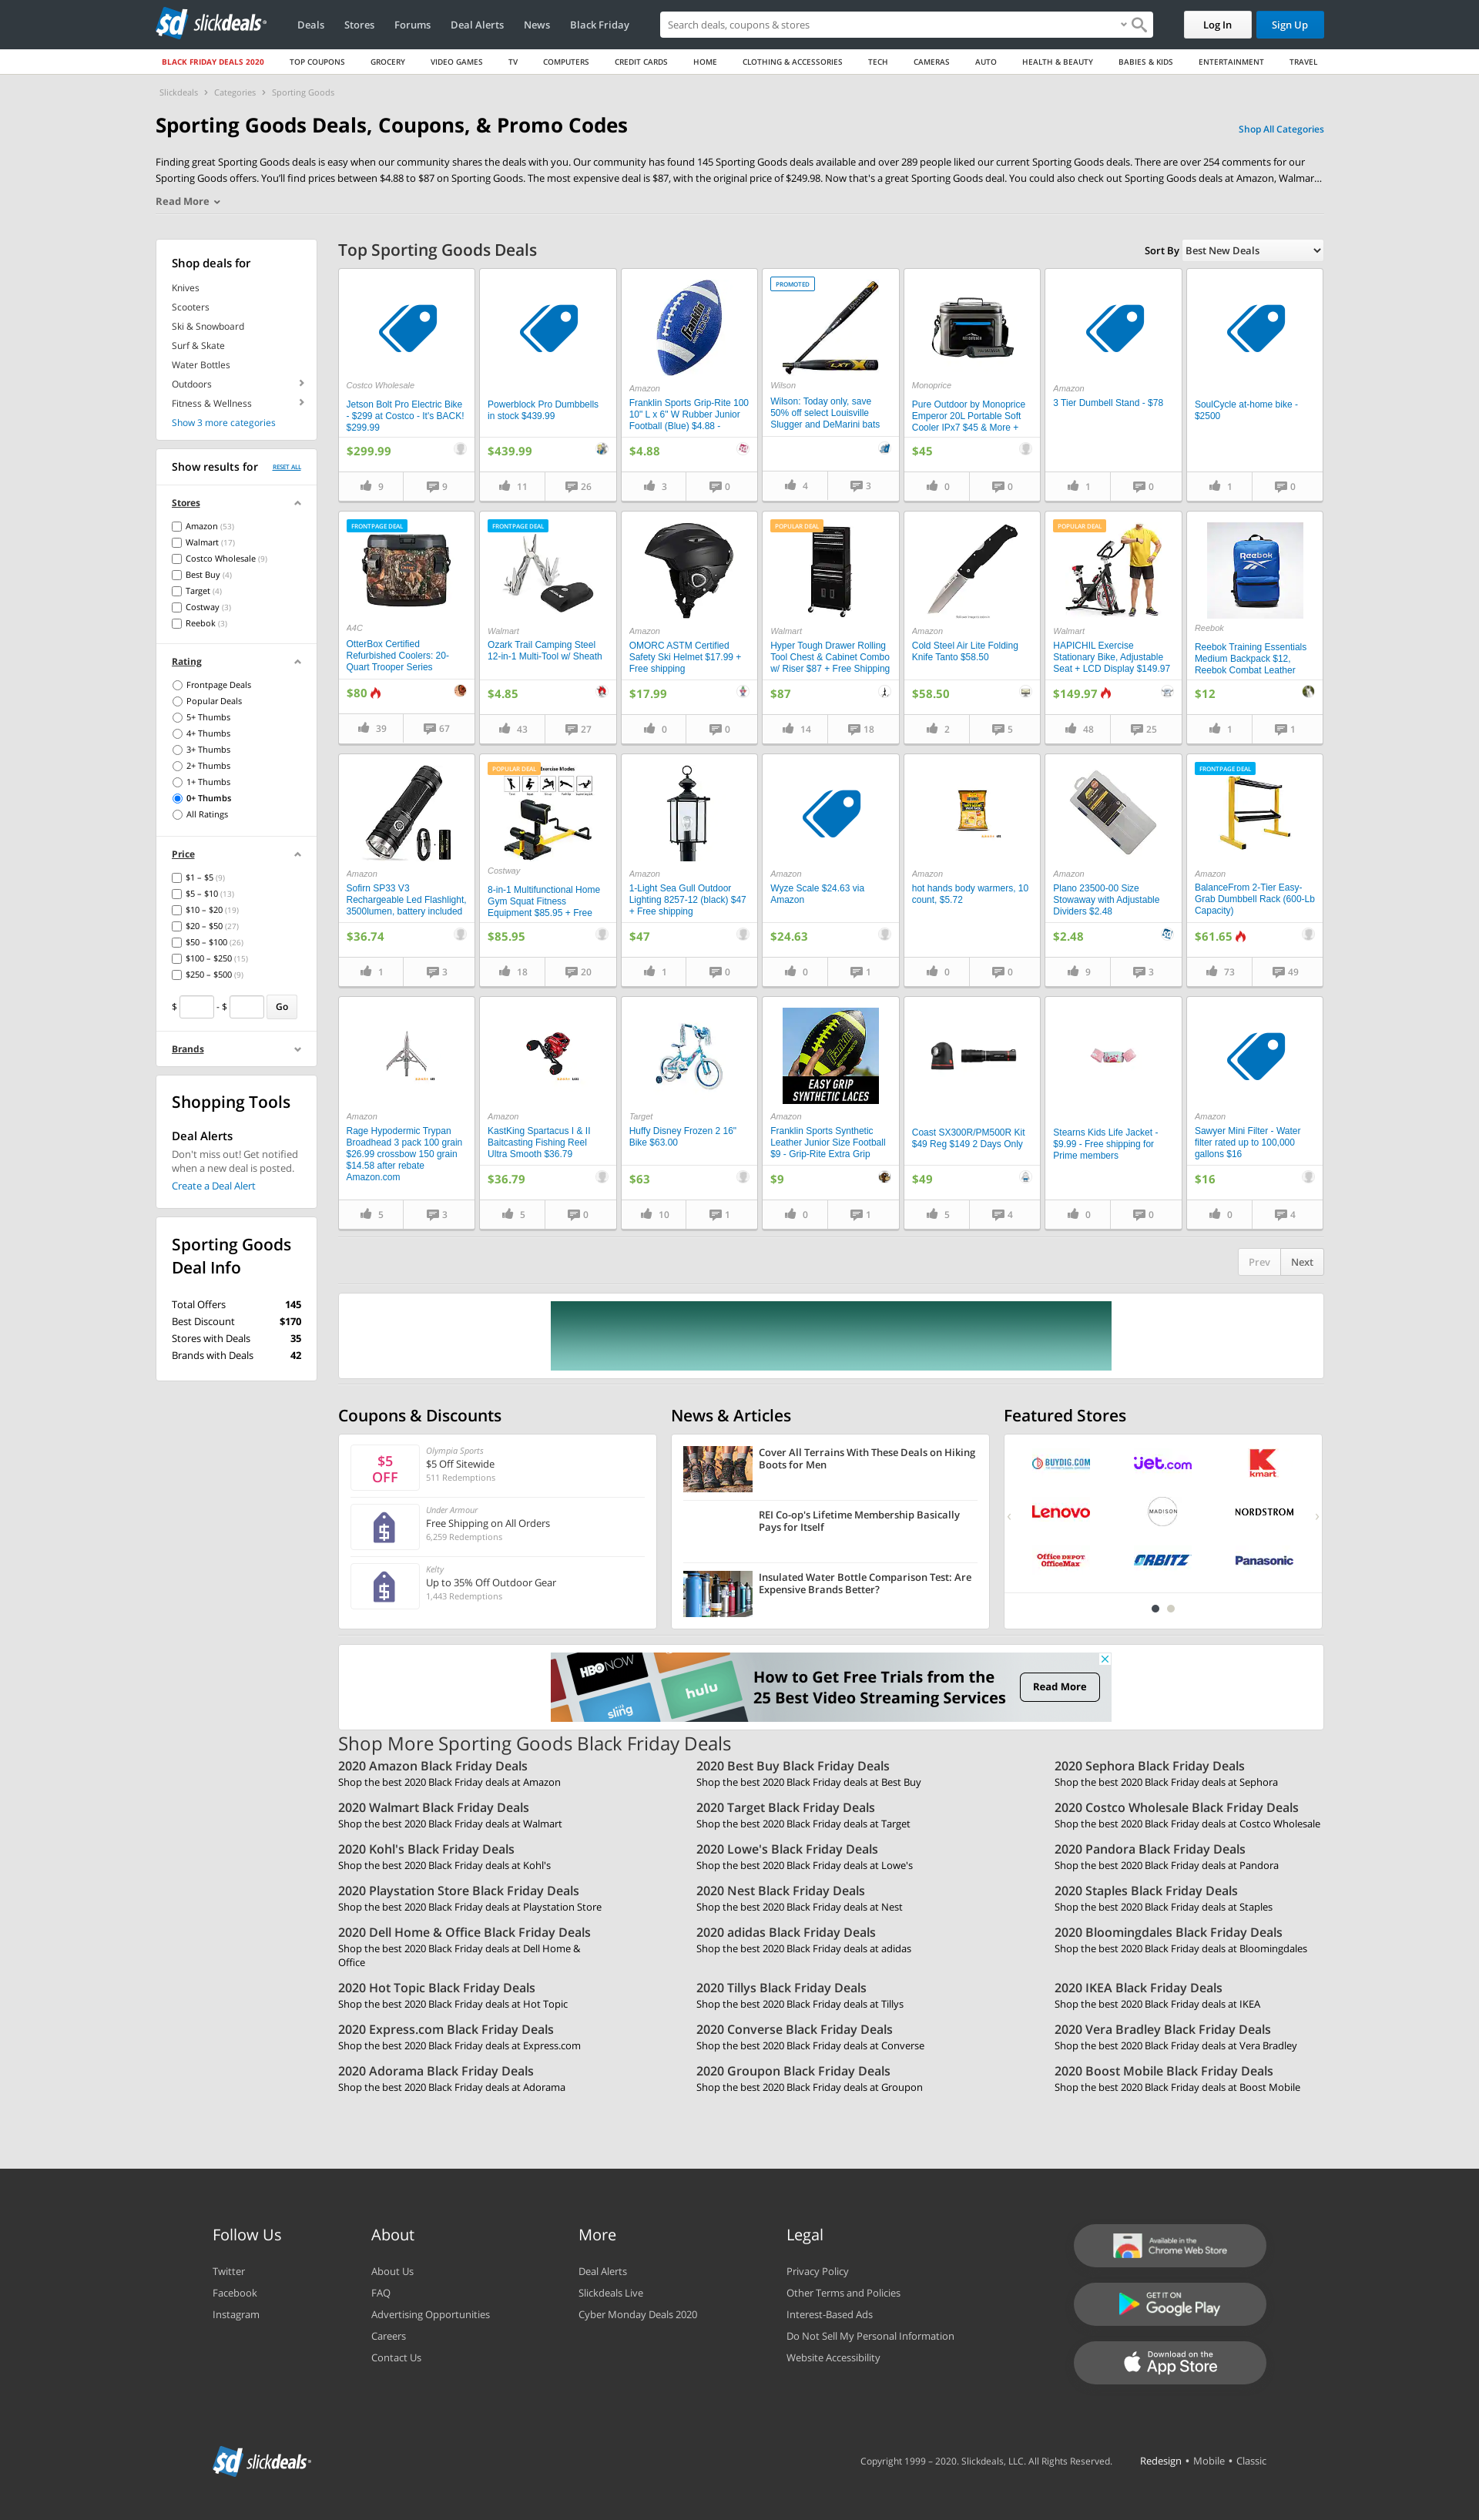 slickdeals
Deals Stores Forums Deal Alerts News Black Friday
Search deals, coupons & stores
Log In
Sign Up
BLACK FRIDAY DEALS 2020 TOP COUPONS GROCERY VIDEO GAMES TV COMPUTERS CREDIT CARDS HOME CLOTHING & ACCESSORIES TECH CAMERAS AUTO HEALTH & BEAUTY BABIES & KIDS ENTERTAINMENT TRAVEL
Slickdeals > Categories > Sporting Goods
Sporting Goods Deals, Coupons, & Promo Codes
Shop All Categories
Finding great Sporting Goods deals is easy when our community shares the deals with you. Our community has found 145 Sporting Goods deals available and over 289 people liked our current Sporting Goods deals. There are over 254 comments for our
Sporting Goods offers. You'll find prices between $4.88 to $87 on Sporting Goods. The most expensive deal is $87, with the original price of $249.98. Now that's a great Sporting Goods deal. You could also check out Sporting Goods deals at Amazon, Walmar...
Read More
Shop deals for
Knives
Scooters
Ski & Snowboard
Surf & Skate
Water Bottles
Outdoors
Fitness & Wellness
Show 3 more categories
Show results for RESET ALL
Stores
Amazon (53)
Walmart (17)
Costco Wholesale (9)
Best Buy (4)
Target (4)
Costway (3)
Reebok (3)
Rating
Frontpage Deals
Popular Deals
5+ Thumbs
4+ Thumbs
3+ Thumbs
2+ Thumbs
1+ Thumbs
0+ Thumbs
All Ratings
Price
$1 – $5 (9)
$5 – $10 (13)
$10 – $20 (19)
$20 – $50 (27)
$50 – $100 (26)
$100 – $250 (15)
$250 – $500 (9)
$ - $ Go
Brands
Shopping Tools
Deal Alerts
Don't miss out! Get notified
when a new deal is posted.
Create a Deal Alert
Sporting Goods
Deal Info
Total Offers 145
Best Discount $170
Stores with Deals 35
Brands with Deals 42
Top Sporting Goods Deals
Sort By Best New Deals
Costco Wholesale
Jetson Bolt Pro Electric Bike
- $299 at Costco - It's BACK!
$299.99
$299.99
9 9
Powerblock Pro Dumbbells
in stock $439.99
$439.99
11 26
Franklin
Amazon
Franklin Sports Grip-Rite 100
10" L x 6" W Rubber Junior
Football (Blue) $4.88 -
$4.88
3 0
PROMOTED
LXT
Wilson
Wilson: Today only, save
50% off select Louisville
Slugger and DeMarini bats
4 3
Monoprice
Pure Outdoor by Monoprice
Emperor 20L Portable Soft
Cooler IPx7 $45 & More +
$45
0 0
Amazon
3 Tier Dumbell Stand - $78
1 0
SoulCycle at-home bike -
$2500
1 0
FRONTPAGE DEAL
A4C
OtterBox Certified
Refurbished Coolers: 20-
Quart Trooper Series
$80
39 67
FRONTPAGE DEAL
Walmart
Ozark Trail Camping Steel
12-in-1 Multi-Tool w/ Sheath
$4.85
43 27
Amazon
OMORC ASTM Certified
Safety Ski Helmet $17.99 +
Free shipping
$17.99
0 0
POPULAR DEAL
Walmart
Hyper Tough Drawer Rolling
Tool Chest & Cabinet Combo
w/ Riser $87 + Free Shipping
$87
14 18
Amazon
Cold Steel Air Lite Folding
Knife Tanto $58.50
$58.50
2 5
POPULAR DEAL
Walmart
HAPICHIL Exercise
Stationary Bike, Adjustable
Seat + LCD Display $149.97
$149.97
48 25
Reebok
Reebok
Reebok Training Essentials
Medium Backpack $12,
Reebok Combat Leather
$12
1 1
Amazon
Sofirn SP33 V3
Rechargeable Led Flashlight,
3500lumen, battery included
$36.74
1 3
POPULAR DEAL
Exercise Modes
Costway
8-in-1 Multifunctional Home
Gym Squat Fitness
Equipment $85.95 + Free
$85.95
18 20
Amazon
1-Light Sea Gull Outdoor
Lighting 8257-12 (black) $47
+ Free shipping
$47
1 0
Amazon
Wyze Scale $24.63 via
Amazon
$24.63
0 1
Amazon
hot hands body warmers, 10
count, $5.72
0 0
Amazon
Plano 23500-00 Size
Stowaway with Adjustable
Dividers $2.48
$2.48
9 3
FRONTPAGE DEAL
Amazon
BalanceFrom 2-Tier Easy-
Grab Dumbbell Rack (600-Lb
Capacity)
$61.65
73 49
Amazon
Rage Hypodermic Trypan
Broadhead 3 pack 100 grain
$26.99 crossbow 150 grain
$14.58 after rebate
Amazon.com
5 3
Amazon
KastKing Spartacus I & II
Baitcasting Fishing Reel
Ultra Smooth $36.79
$36.79
5 0
Target
Huffy Disney Frozen 2 16"
Bike $63.00
$63
10 1
Franklin
EASY GRIP
SYNTHETIC LACES
Amazon
Franklin Sports Synthetic
Leather Junior Size Football
$9 - Grip-Rite Extra Grip
$9
0 1
Coast SX300R/PM500R Kit
$49 Reg $149 2 Days Only
$49
5 4
Stearns Kids Life Jacket -
$9.99 - Free shipping for
Prime members
0 0
Amazon
Sawyer Mini Filter - Water
filter rated up to 100,000
gallons $16
$16
0 4
Prev Next
Coupons & Discounts
$5
OFF
Olympia Sports
$5 Off Sitewide
511 Redemptions
Under Armour
Free Shipping on All Orders
6,259 Redemptions
Kelty
Up to 35% Off Outdoor Gear
1,443 Redemptions
News & Articles
Cover All Terrains With These Deals on Hiking
Boots for Men
REI Co-op's Lifetime Membership Basically
Pays for Itself
Insulated Water Bottle Comparison Test: Are
Expensive Brands Better?
Featured Stores
BUYDIG.COM
Jet.com
kmart
Lenovo
MADISON
NORDSTROM
Office DEPOT
OfficeMax
ORBITZ
Panasonic
HBO NOW
sling
hulu
How to Get Free Trials from the
25 Best Video Streaming Services
Read More
Shop More Sporting Goods Black Friday Deals
2020 Amazon Black Friday Deals
Shop the best 2020 Black Friday deals at Amazon
2020 Best Buy Black Friday Deals
Shop the best 2020 Black Friday deals at Best Buy
2020 Sephora Black Friday Deals
Shop the best 2020 Black Friday deals at Sephora
2020 Walmart Black Friday Deals
Shop the best 2020 Black Friday deals at Walmart
2020 Target Black Friday Deals
Shop the best 2020 Black Friday deals at Target
2020 Costco Wholesale Black Friday Deals
Shop the best 2020 Black Friday deals at Costco Wholesale
2020 Kohl's Black Friday Deals
Shop the best 2020 Black Friday deals at Kohl's
2020 Lowe's Black Friday Deals
Shop the best 2020 Black Friday deals at Lowe's
2020 Pandora Black Friday Deals
Shop the best 2020 Black Friday deals at Pandora
2020 Playstation Store Black Friday Deals
Shop the best 2020 Black Friday deals at Playstation Store
2020 Nest Black Friday Deals
Shop the best 2020 Black Friday deals at Nest
2020 Staples Black Friday Deals
Shop the best 2020 Black Friday deals at Staples
2020 Dell Home & Office Black Friday Deals
Shop the best 2020 Black Friday deals at Dell Home &
Office
2020 adidas Black Friday Deals
Shop the best 2020 Black Friday deals at adidas
2020 Bloomingdales Black Friday Deals
Shop the best 2020 Black Friday deals at Bloomingdales
2020 Hot Topic Black Friday Deals
Shop the best 2020 Black Friday deals at Hot Topic
2020 Tillys Black Friday Deals
Shop the best 2020 Black Friday deals at Tillys
2020 IKEA Black Friday Deals
Shop the best 2020 Black Friday deals at IKEA
2020 Express.com Black Friday Deals
Shop the best 2020 Black Friday deals at Express.com
2020 Converse Black Friday Deals
Shop the best 2020 Black Friday deals at Converse
2020 Vera Bradley Black Friday Deals
Shop the best 2020 Black Friday deals at Vera Bradley
2020 Adorama Black Friday Deals
Shop the best 2020 Black Friday deals at Adorama
2020 Groupon Black Friday Deals
Shop the best 2020 Black Friday deals at Groupon
2020 Boost Mobile Black Friday Deals
Shop the best 2020 Black Friday deals at Boost Mobile
Follow Us
Twitter
Facebook
Instagram
About
About Us
FAQ
Advertising Opportunities
Careers
Contact Us
More
Deal Alerts
Slickdeals Live
Cyber Monday Deals 2020
Legal
Privacy Policy
Other Terms and Policies
Interest-Based Ads
Do Not Sell My Personal Information
Website Accessibility
Available in the
Chrome Web Store
GET IT ON
Google Play
Download on the
App Store
slickdeals
Copyright 1999 – 2020. Slickdeals, LLC. All Rights Reserved.
Redesign • Mobile • Classic